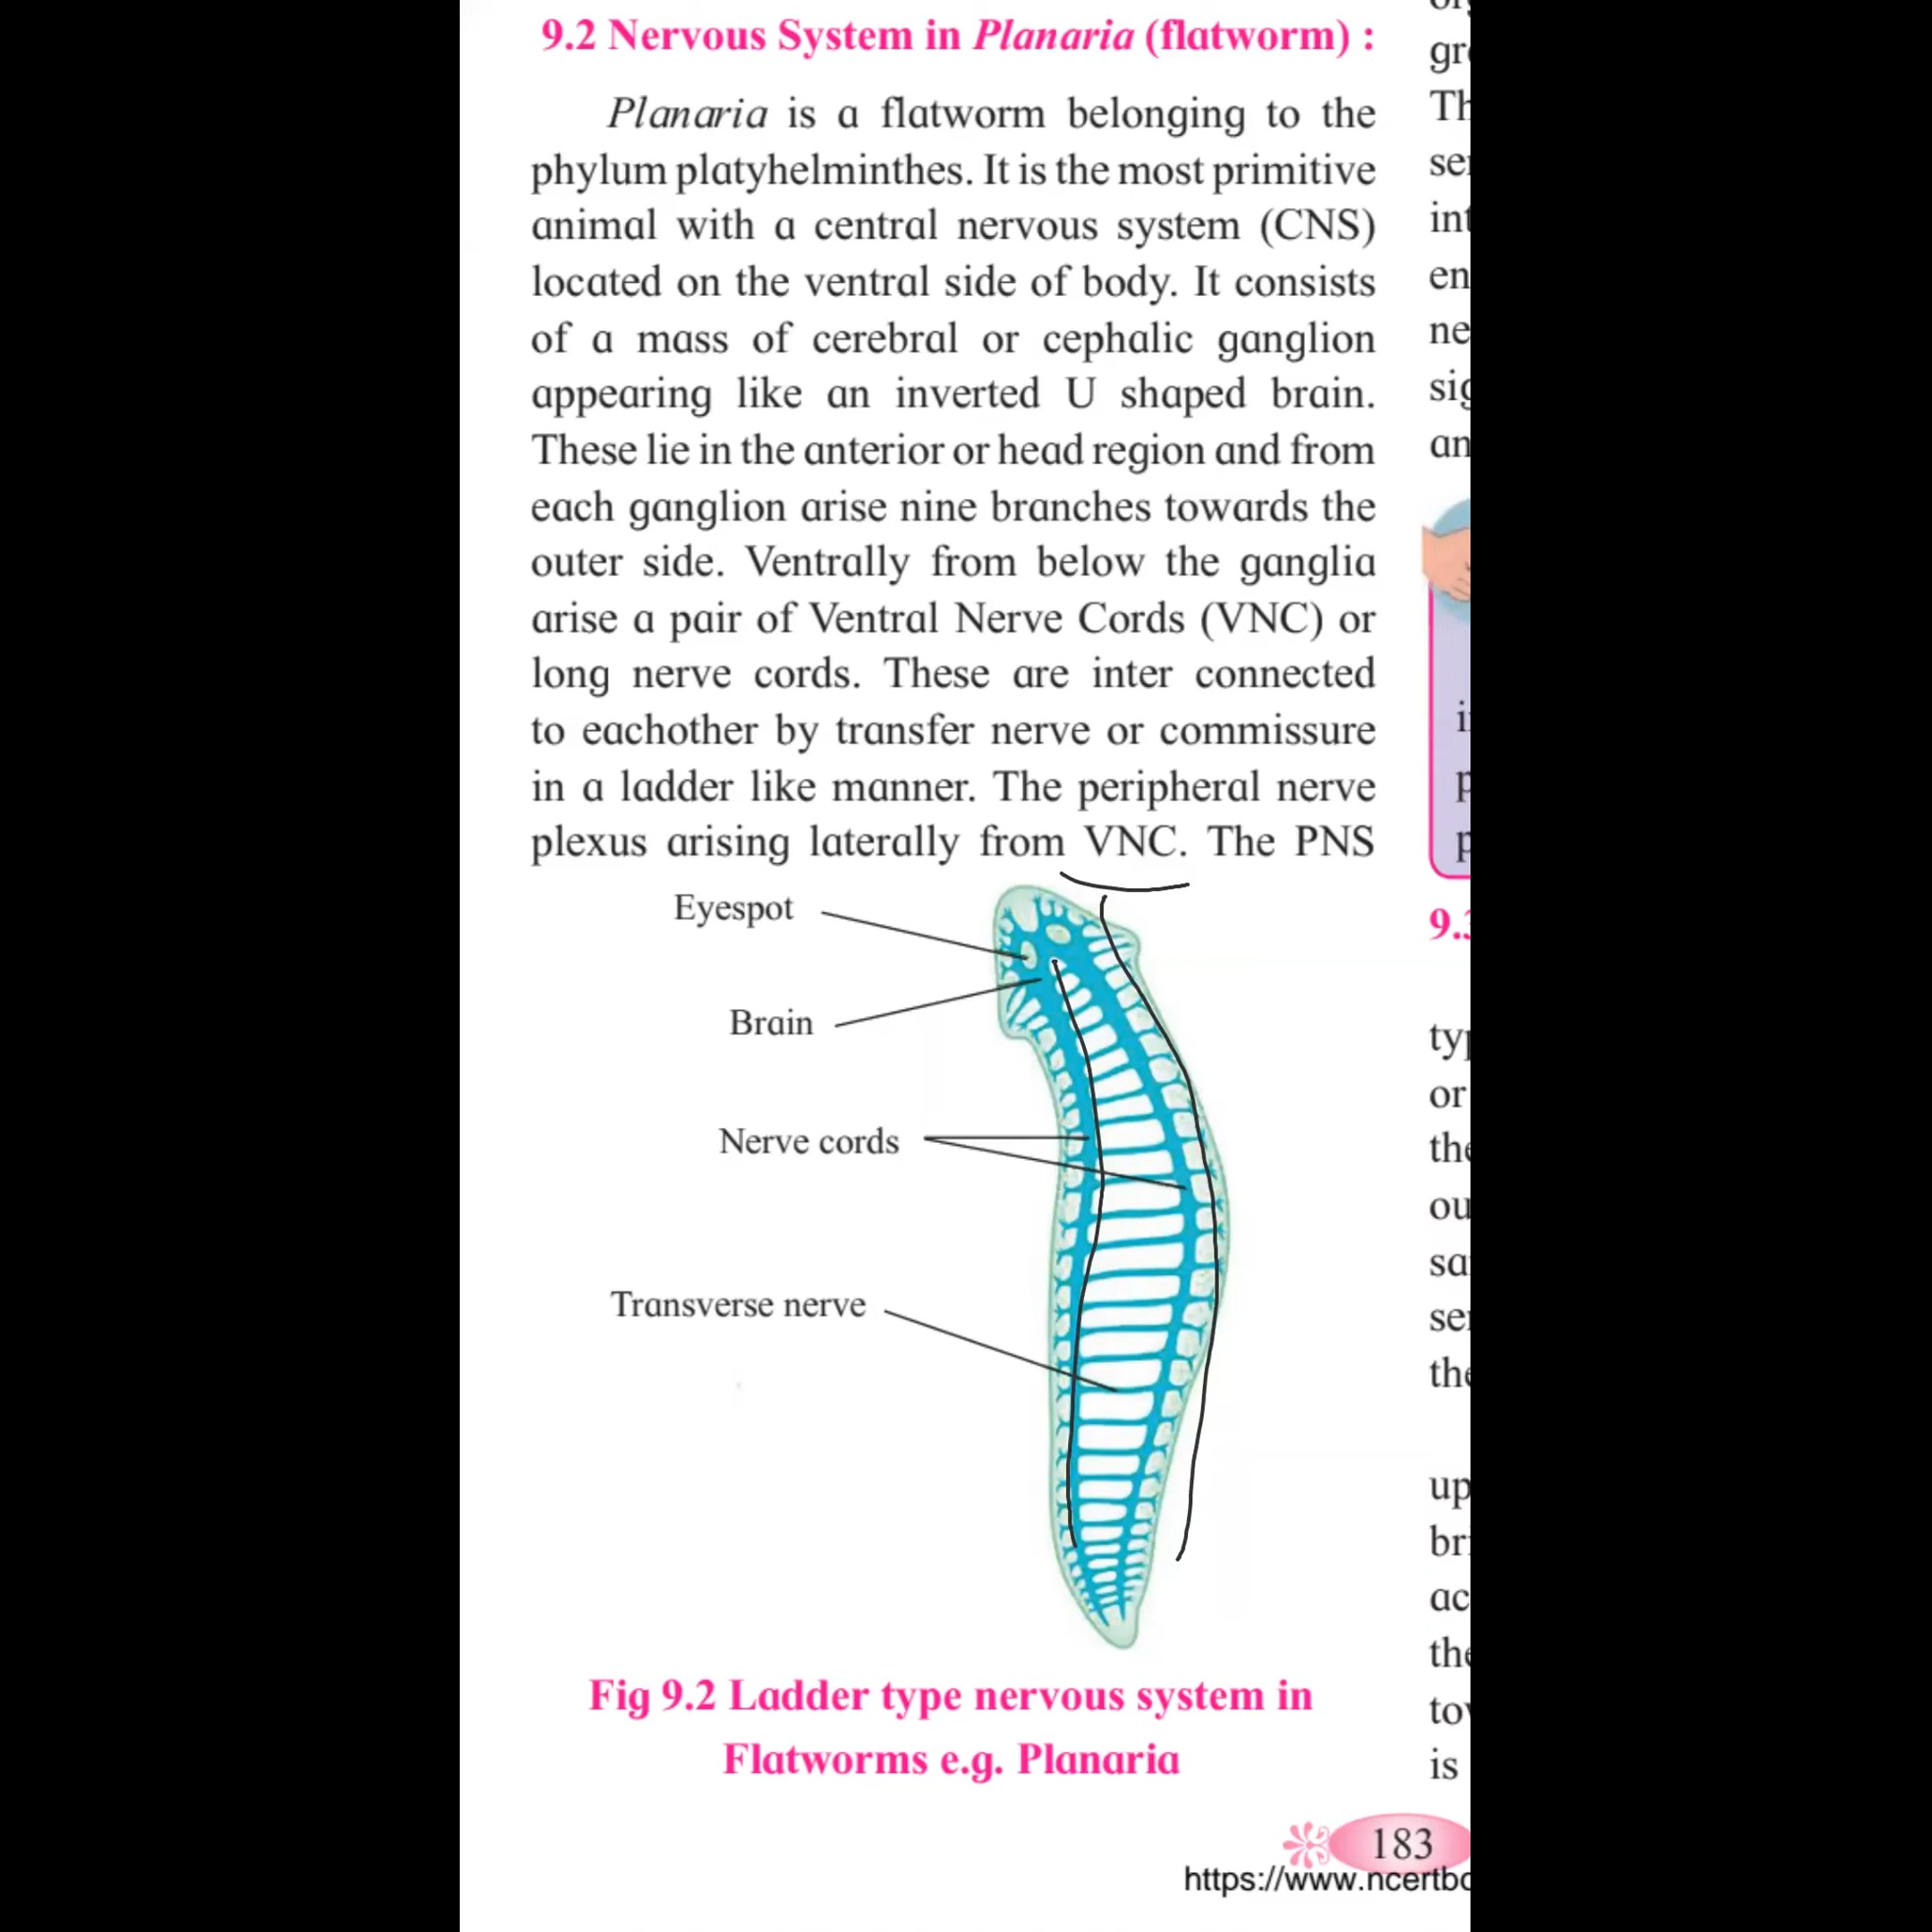 9.2 Nervous System in Planaria (flatworm) :
Planaria is a flatworm belonging to the
phylum platyhelminthes. It is the most primitive
animal with a central nervous system (CNS)
located on the ventral side of body. It consists
of a mass of cerebral or cephalic ganglion
appearing like an inverted U shaped brain.
These lie in the anterior or head region and from
each ganglion arise nine branches towards the
outer side. Ventrally from below the ganglia
arise a pair of Ventral Nerve Cords (VNC) or
long nerve cords. These are inter connected
to eachother by transfer nerve or commissure
in a ladder like manner. The peripheral nerve
plexus arising laterally from VNC. The PNS
Eyespot
Brain
Nerve cords
Transverse nerve
Fig 9.2 Ladder type nervous system in
Flatworms e.g. Planaria
183